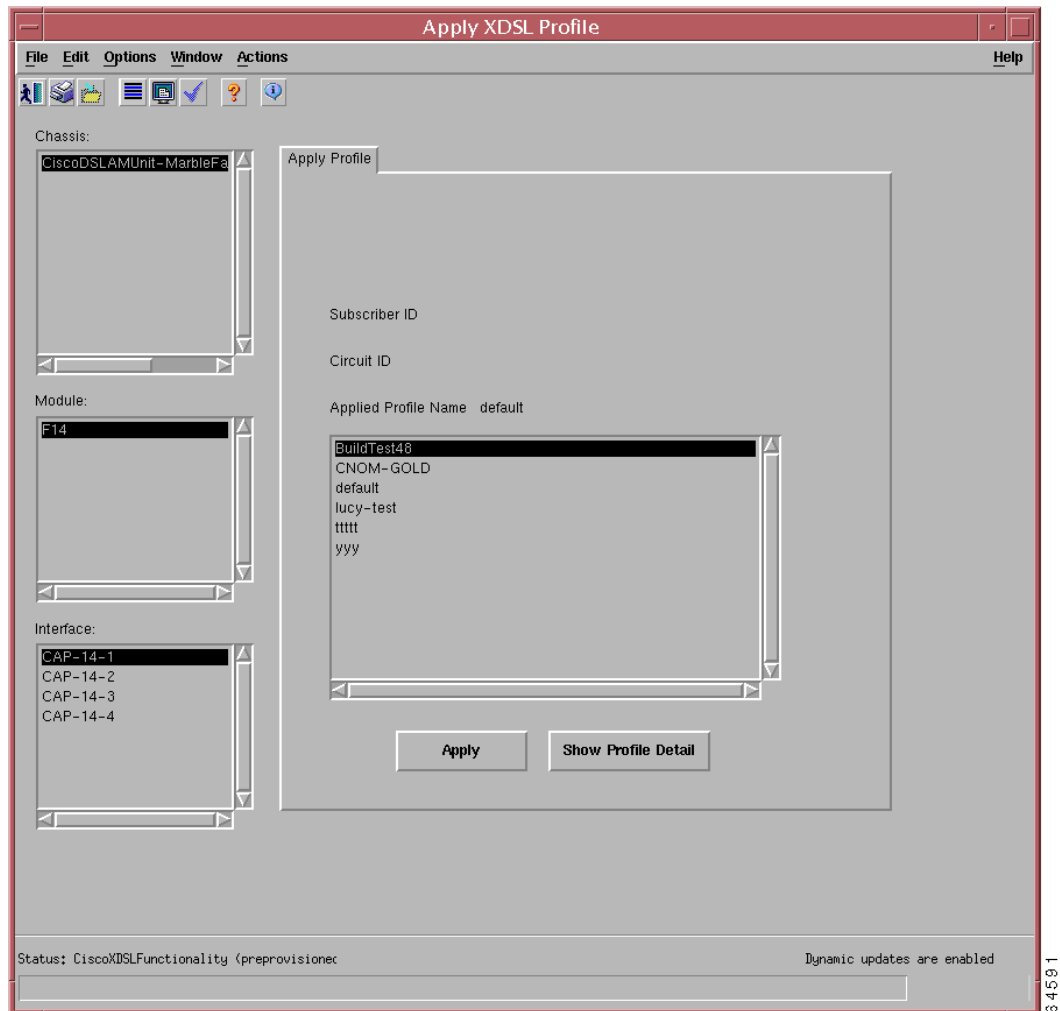 Apply XDSL Profile
File Edit Options Window Actions Help
Chassis:
CiscoDSLAMUnit-MarbleFa
Apply Profile
Subscriber ID
Circuit ID
Applied Profile Name default
BuildTest48
CNOM-GOLD
default
lucy-test
ttttt
yyy
Apply
Show Profile Detail
Module:
F14
Interface:
CAP-14-1
CAP-14-2
CAP-14-3
CAP-14-4
Status: CiscoXDSLFunctionality (preprovisionec
Dynamic updates are enabled